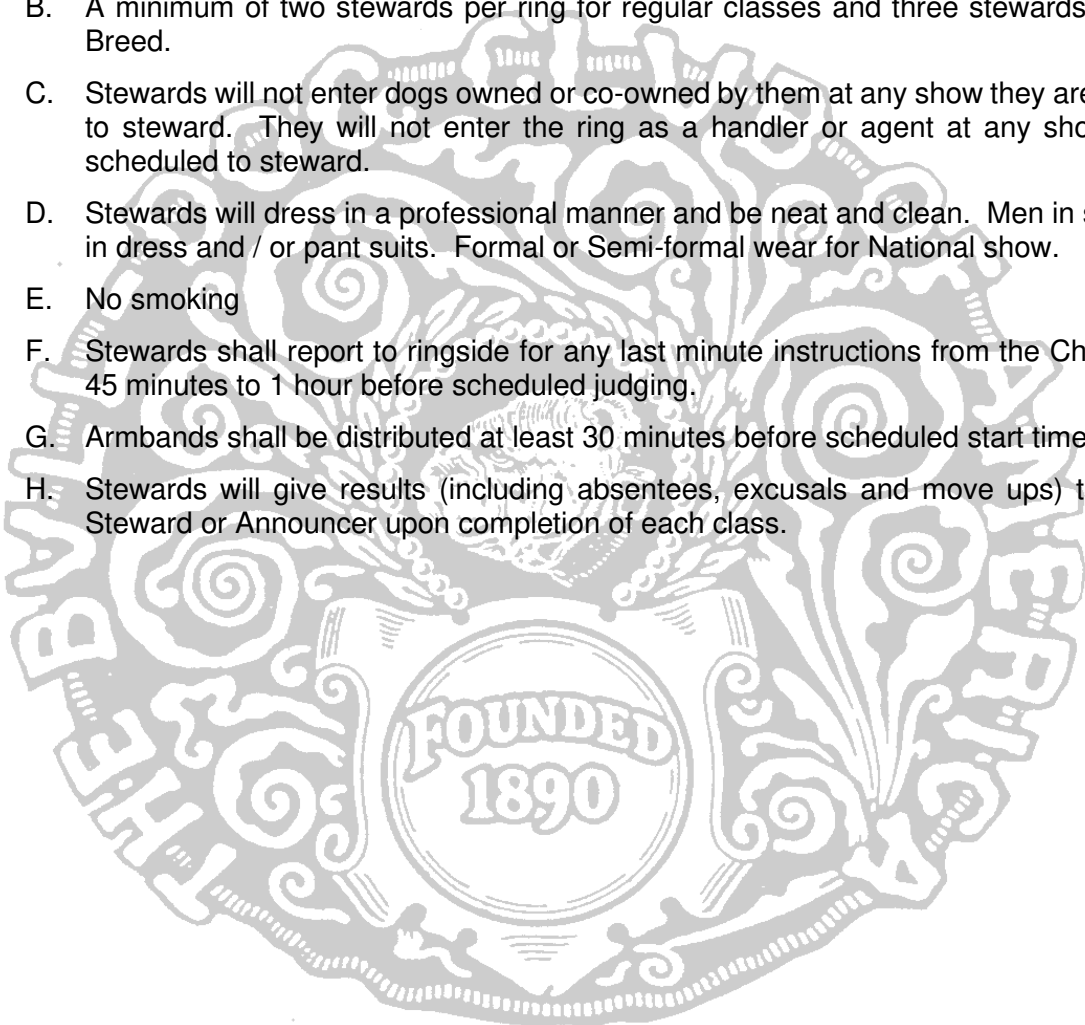 B. A minimum of two stewards per ring for regular classes and three stewards
Breed.
C. Stewards will not enter dogs owned or co-owned by them at any show they are
to steward. They will not enter the ring as a handler or agent at any sho
scheduled to steward.
D. Stewards will dress in a professional manner and be neat and clean. Men in s
in dress and / or pant suits. Formal or Semi-formal wear for National show.
E. No smoking
F. Stewards shall report to ringside for any last minute instructions from the Ch
45 minutes to 1 hour before scheduled judging.
G. Armbands shall be distributed at least 30 minutes before scheduled start time
H. Stewards will give results (including absentees, excusals and move ups) t
Steward or Announcer upon completion of each class.
THE BVLLDOG CLVB OF AMERICA
FOUNDED
1890